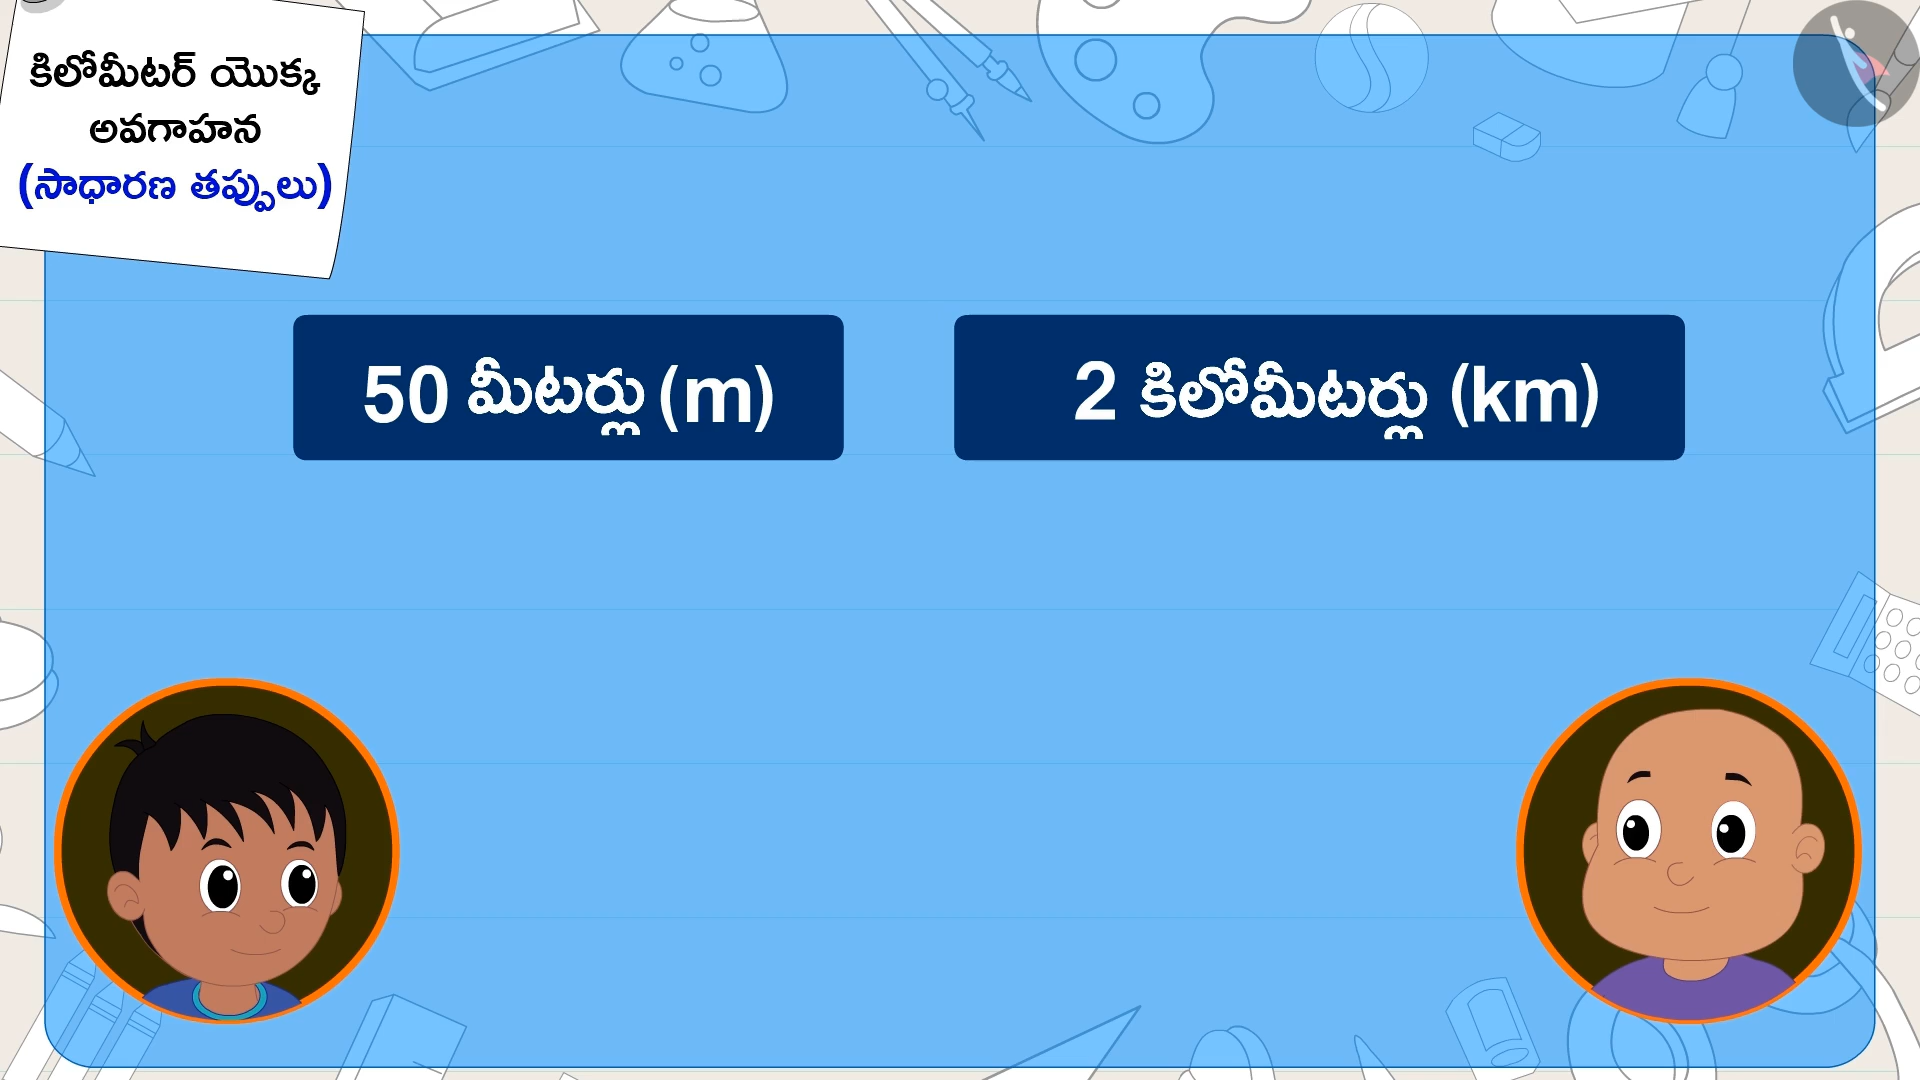 కిలోమీటర్ యొక్క
అవగాహన
(సాధారణ తప్పులు)
50 మీటర్లు (m)
2 కిలోమీటర్లు (km)